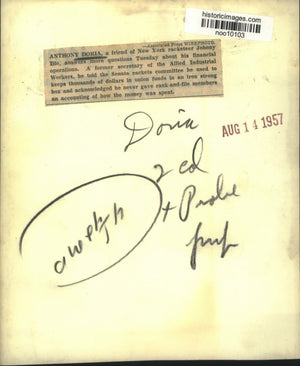 historicimages.com
noo10103
Associated Press WIREPHOTO
ANTHONY DORIA, a friend of New York racketeer Johnny
Dio, answers more questions Tuesday about his financial
operations. A former secretary of the Allied Industrial
Workers, he told the Senate rackets committee he used to
keep thousands of dollars in union funds in an iron strong
box and acknowledged he never gave rank-and-file members
an accounting of how the money was spent.
Doria
AUG 14 1957
2 col
+ Probe